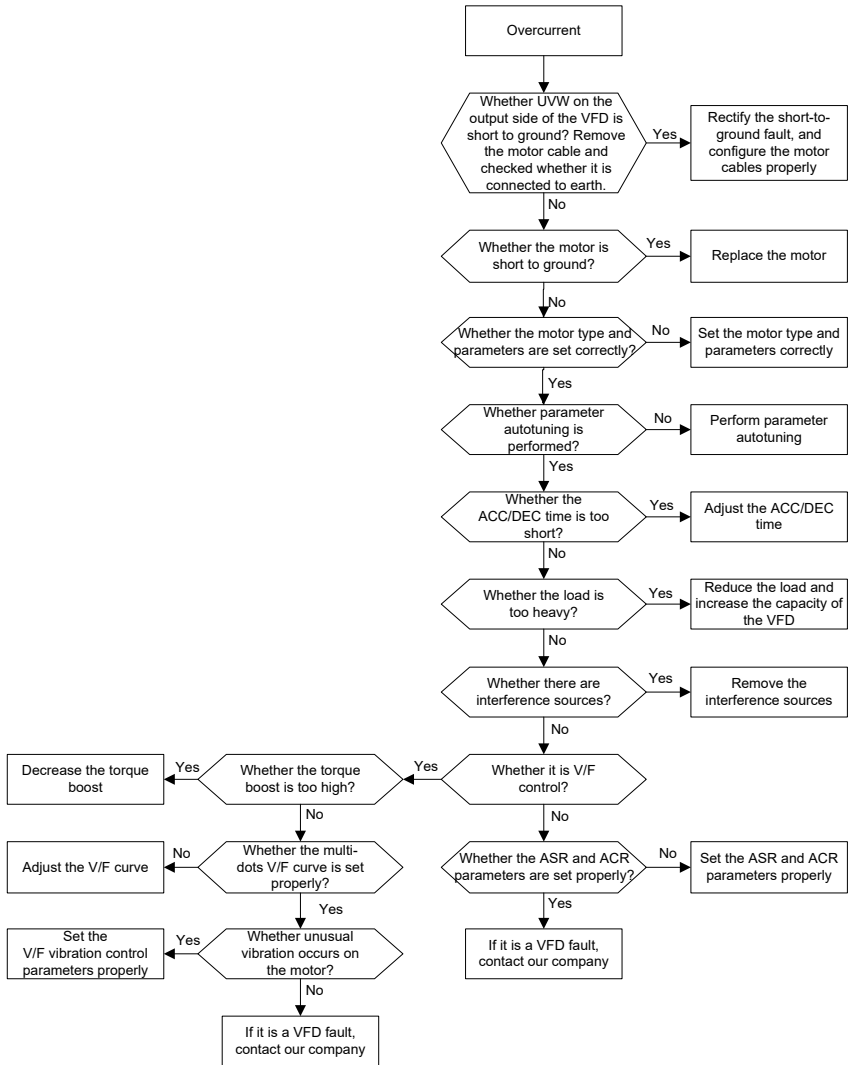 Overcurrent
Whether UVW on the
output side of the VFD is
short to ground? Remove
the motor cable and
checked whether it is
connected to earth.
Yes
Rectify the short-to-
ground fault, and
configure the motor
cables properly
No
Whether the motor is
short to ground?
Yes
Replace the motor
No
Whether the motor type and
parameters are set correctly?
No
Set the motor type and
parameters correctly
Yes
Whether parameter
autotuning is
performed?
No
Perform parameter
autotuning
Yes
Whether the
ACC/DEC time is too
short?
Yes
Adjust the ACC/DEC
time
No
Whether the load is
too heavy?
Yes
Reduce the load and
increase the capacity of
the VFD
No
Whether there are
interference sources?
Yes
Remove the
interference sources
No
Decrease the torque
boost
Yes
Whether the torque
boost is too high?
Yes
Whether it is V/F
control?
No
No
Adjust the V/F curve
No
Whether the multi-
dots V/F curve is set
properly?
Whether the ASR and ACR
parameters are set properly?
No
Set the ASR and ACR
parameters properly
Yes
Yes
Set the
V/F vibration control
parameters properly
Yes
Whether unusual
vibration occurs on
the motor?
If it is a VFD fault,
contact our company
No
If it is a VFD fault,
contact our company